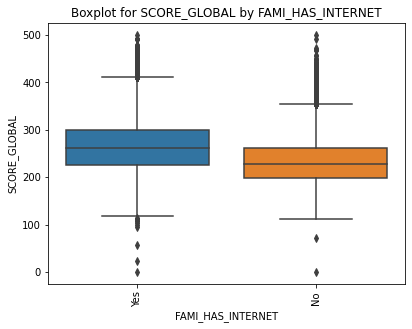 Boxplot for SCORE_GLOBAL by FAMI_HAS_INTERNET
500
400
300
200
100
0
SCORE_GLOBAL
Yes
No
FAMI_HAS_INTERNET